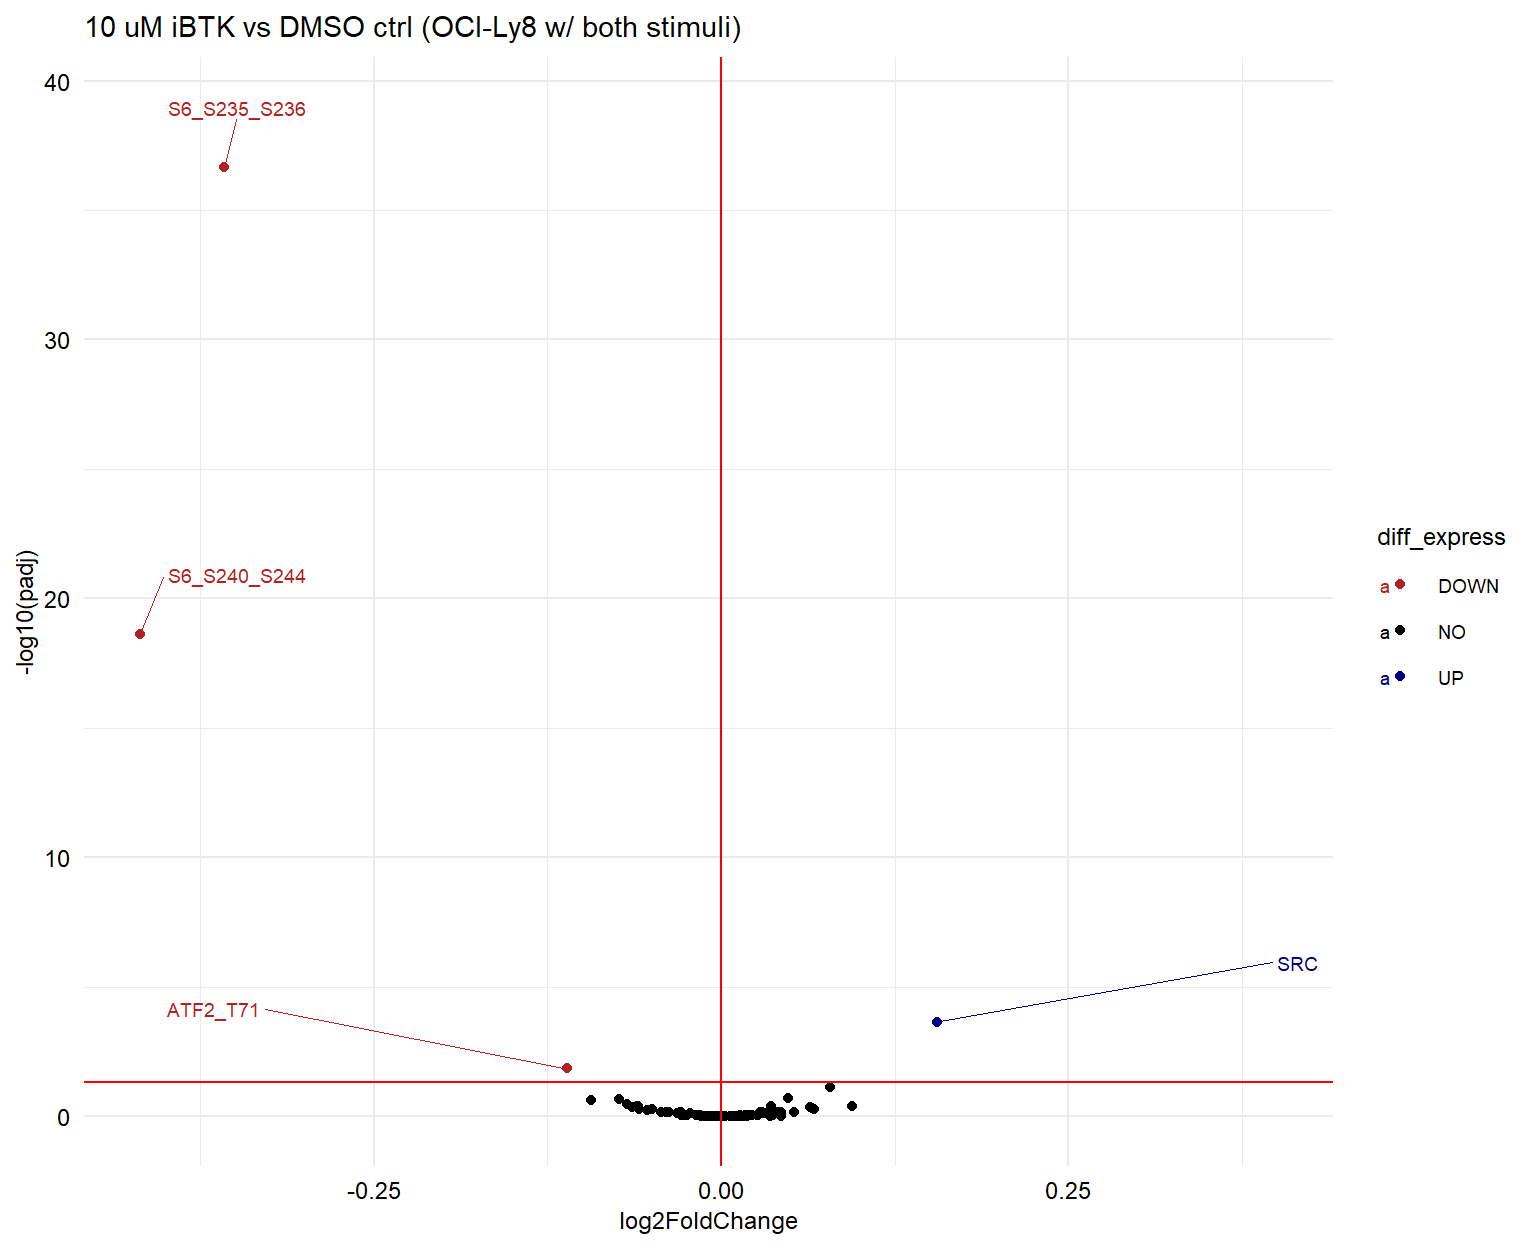 10 uM iBTK vs DMSO ctrl (OCI-Ly8 w/ both stimuli)
40
S6_S235_S236
30
diff_express
a DOWN
a NO
a UP
-log10(padj)
S6_S240_S244
20
10
SRC
ATF2_T71
0
-0.25 0.00 0.25
log2FoldChange